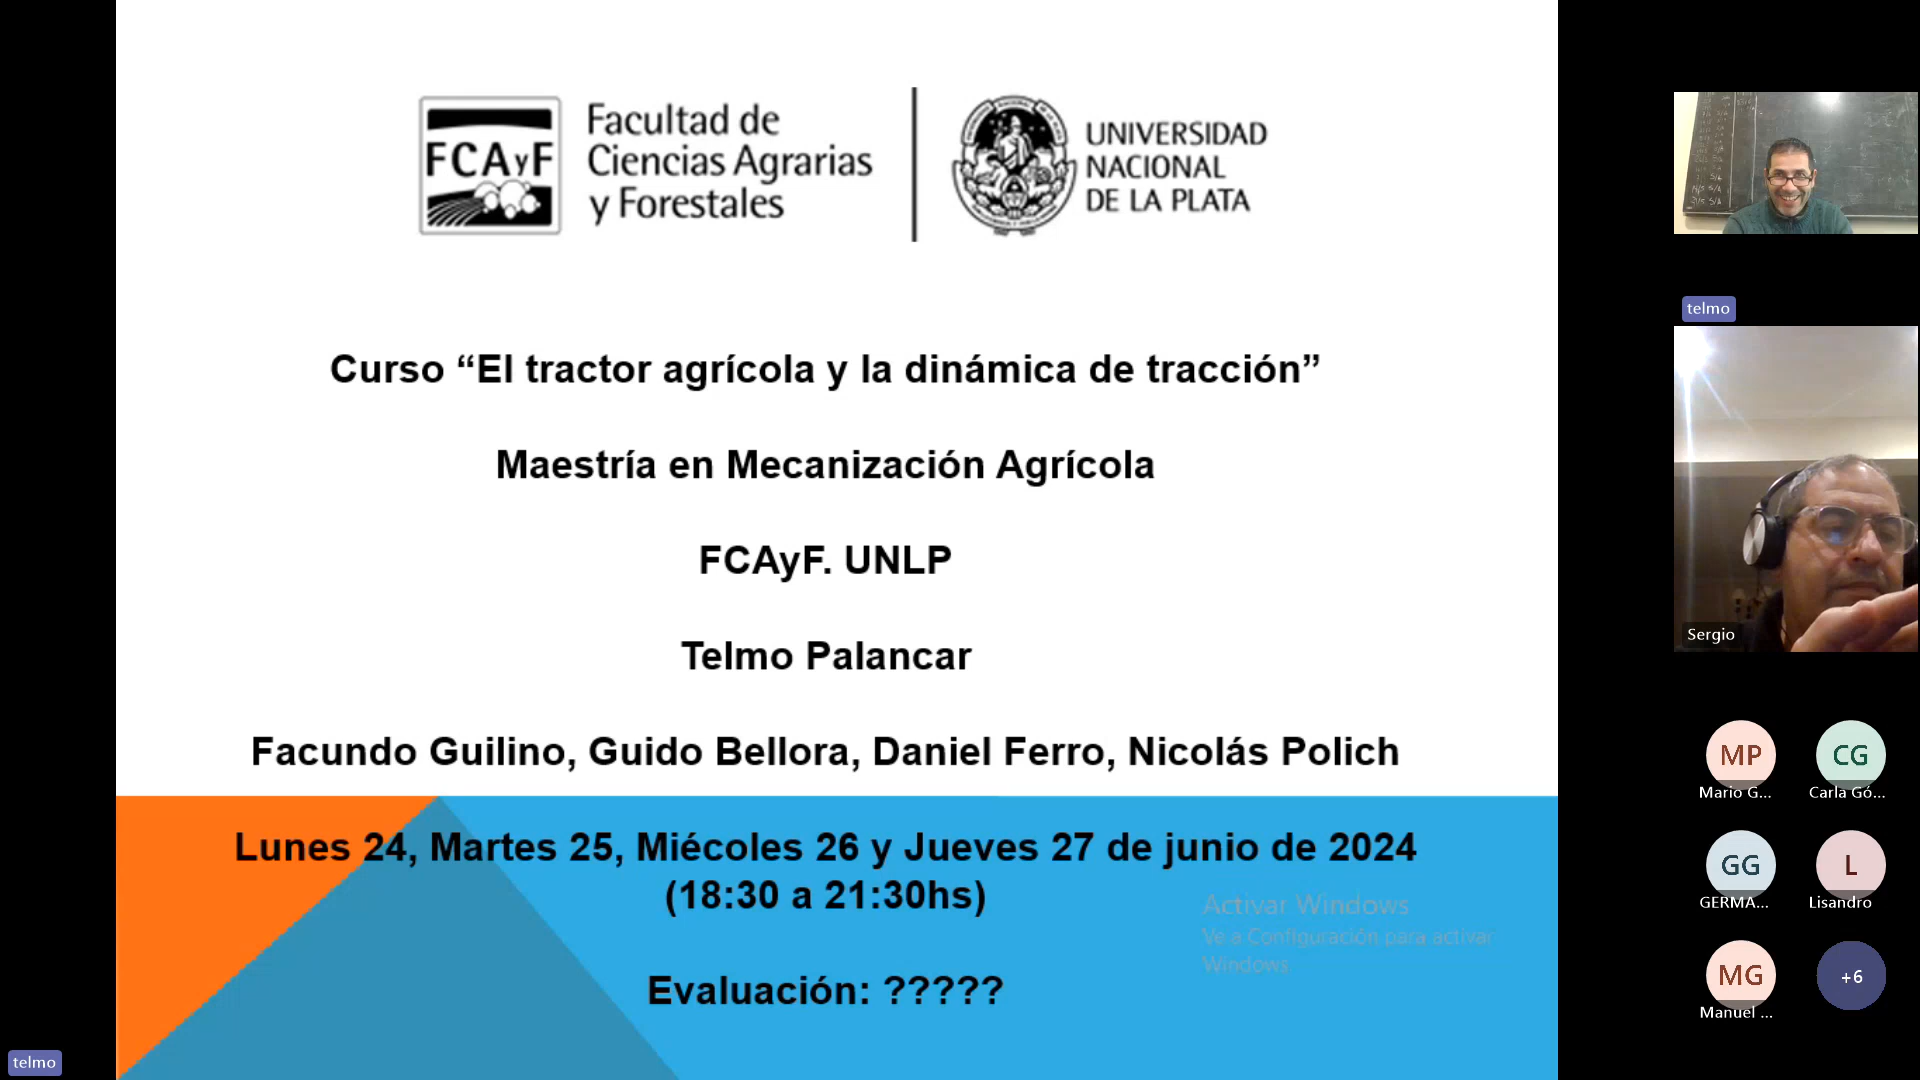 FCAyF
Facultad de
Ciencias Agrarias
y Forestales
UNIVERSIDAD
NACIONAL
DE LA PLATA
Curso “El tractor agrícola y la dinámica de tracción”
Maestría en Mecanización Agrícola
FCAyF. UNLP
Telmo Palancar
Facundo Guilino, Guido Bellora, Daniel Ferro, Nicolás Polich
Lunes 24, Martes 25, Miécoles 26 y Jueves 27 de junio de 2024
(18:30 a 21:30hs)
Activar Windows
Ve a Configuración para activar
Windows
Evaluación: ?????
telmo
telmo
Sergio
MP
Mario G...
CG
Carla Gó...
GG
GERMA...
L
Lisandro
MG
Manuel ...
+6